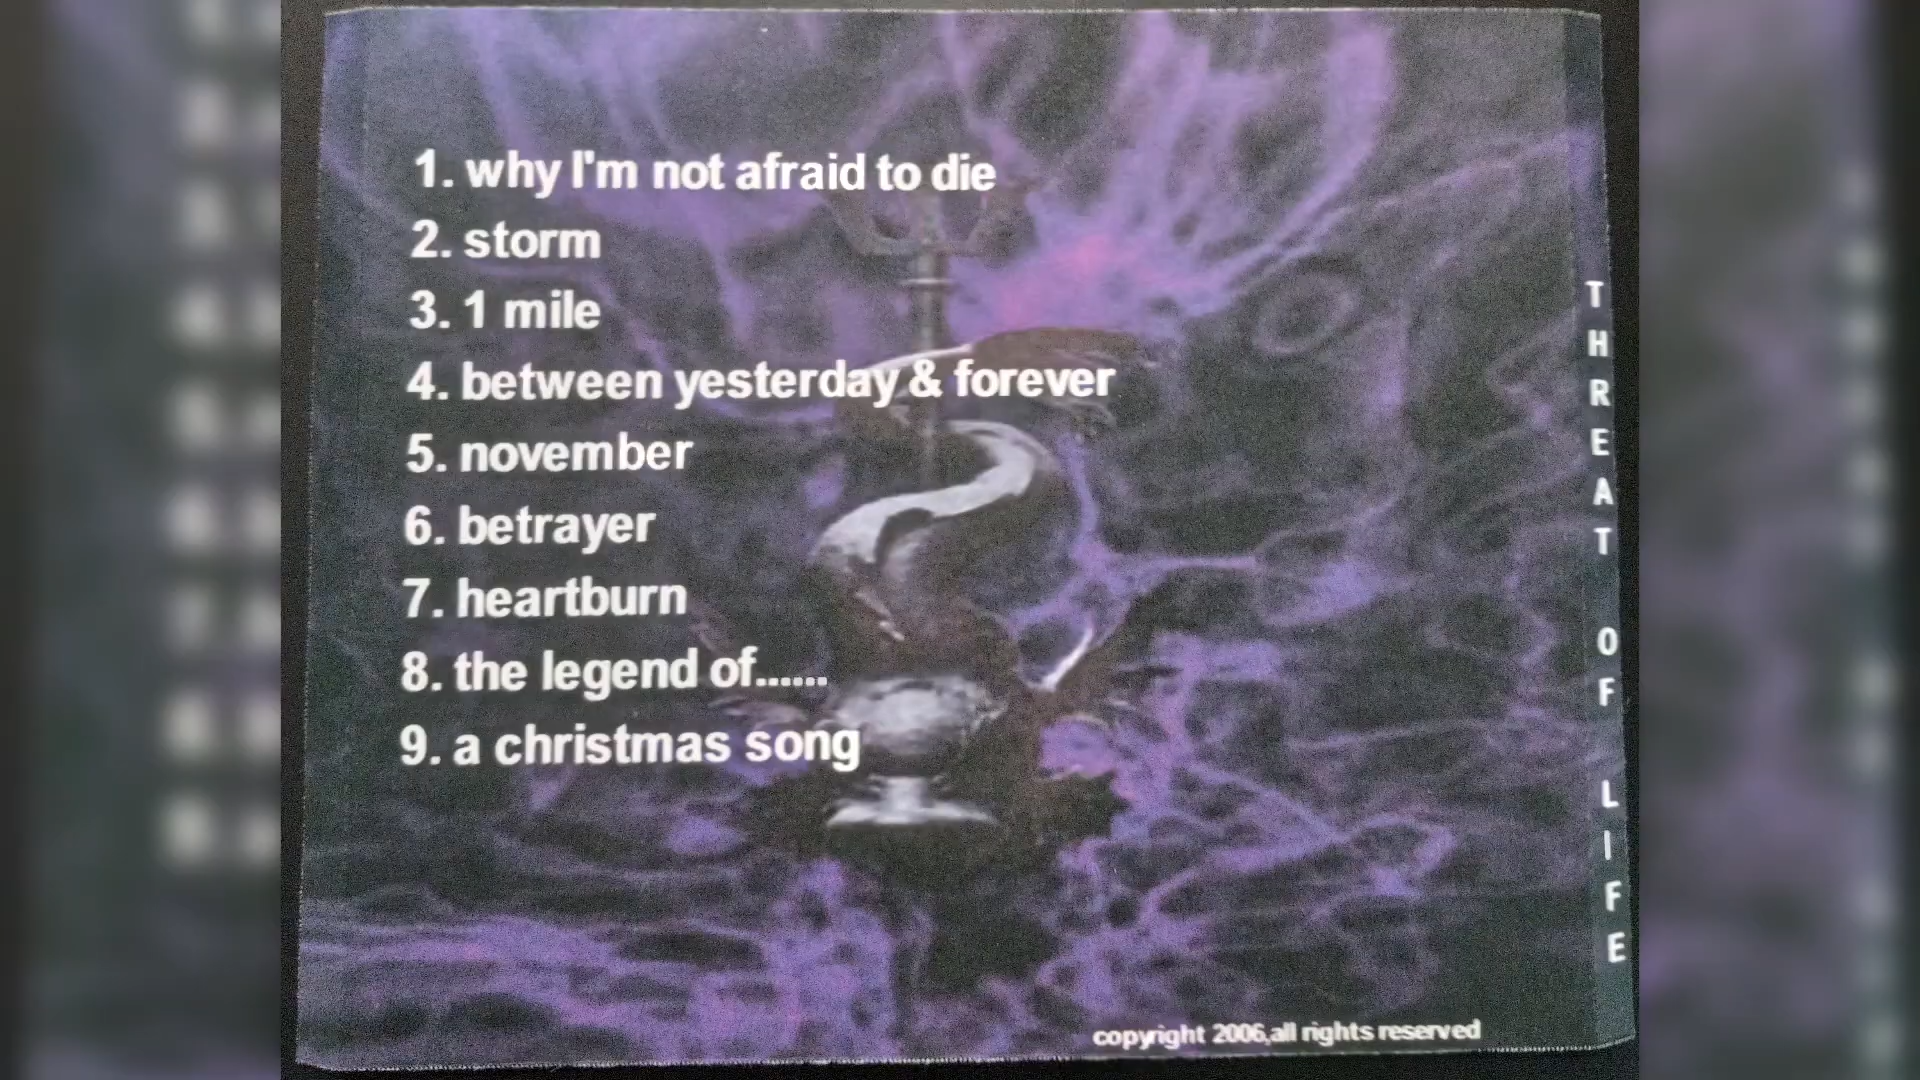 1. why I'm not afraid to die
2. storm
3. 1 mile
4. between yesterday & forever
5. november
6. betrayer
7. heartburn
8. the legend of......
9. a christmas song
THREAT OF LIFE
copyright 2006,all rights reserved